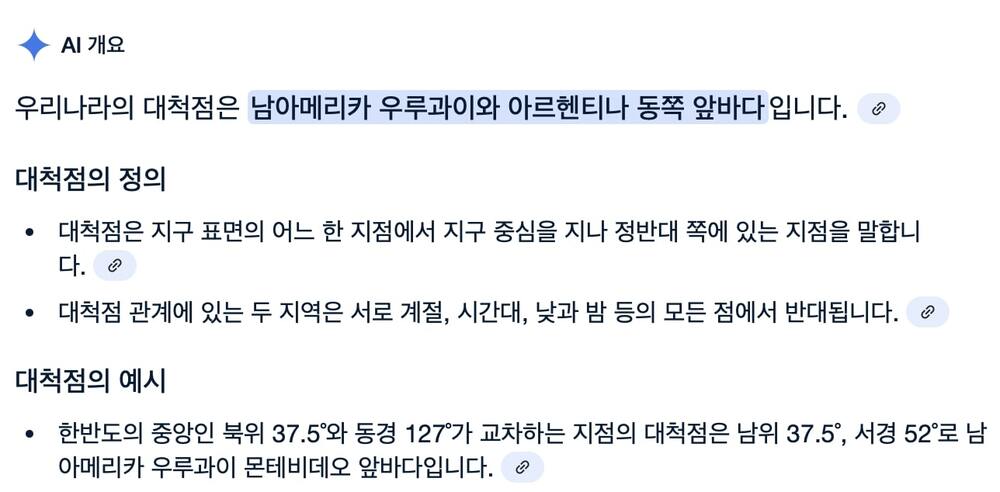 AI 개요
우리나라의 대척점은 남아메리카 우루과이와 아르헨티나 동쪽 앞바다입니다.
대척점의 정의
• 대척점은 지구 표면의 어느 한 지점에서 지구 중심을 지나 정반대 쪽에 있는 지점을 말합니
다.
• 대척점 관계에 있는 두 지역은 서로 계절, 시간대, 낮과 밤 등의 모든 점에서 반대됩니다.
대척점의 예시
• 한반도의 중앙인 북위 37.5°와 동경 127°가 교차하는 지점의 대척점은 남위 37.5°, 서경 52°로 남
아메리카 우루과이 몬테비데오 앞바다입니다.